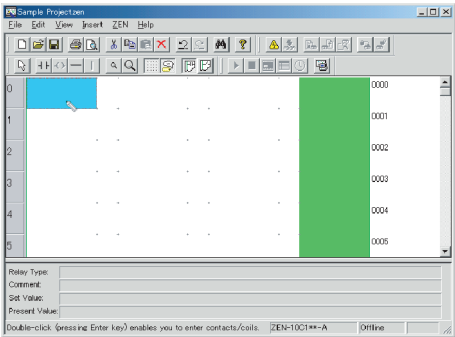 Sample Projectzen
File Edit View Insert ZEN Help
0 0000
1 0001
2 0002
3 0003
4 0004
5 0005
Relay Type:
Comment:
Set Value:
Present Value:
Double-click (pressing Enter key) enables you to enter contacts/coils. ZEN-10C1**-A Offline